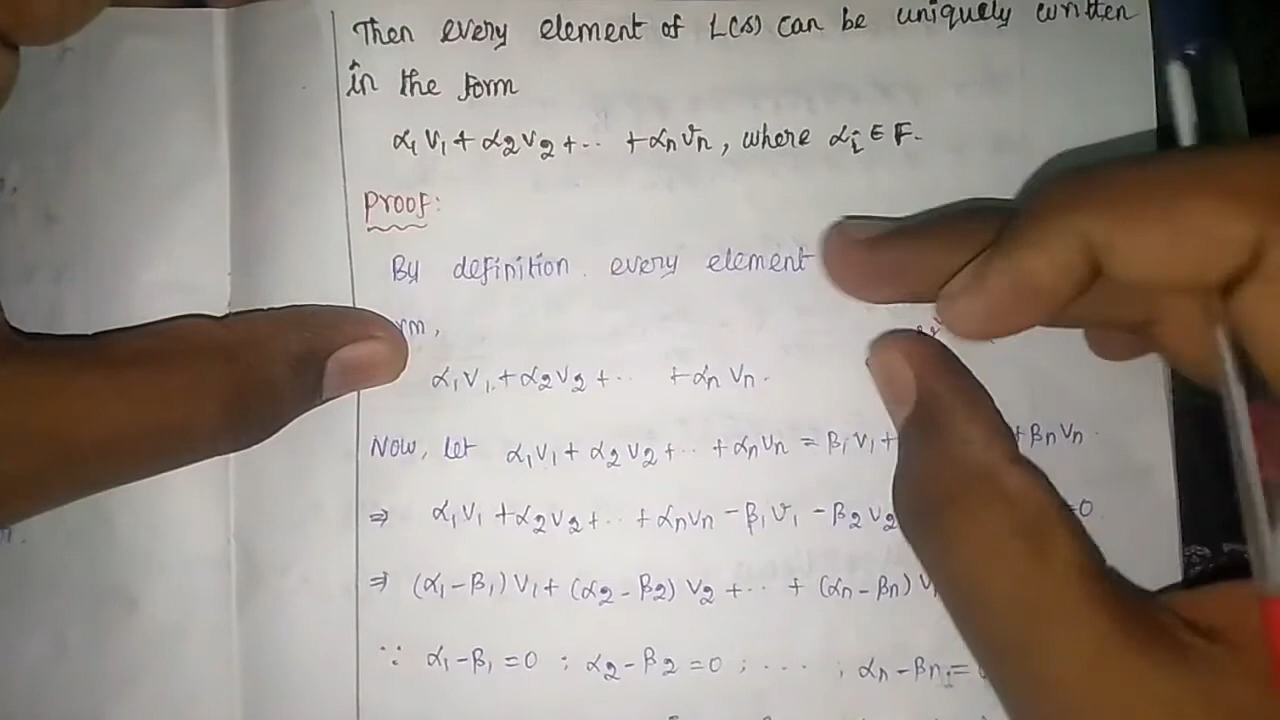 Then every element of L(S) can be uniquely written
in the form
α₁v₁ + α₂v₂ + ·· + αₙvₙ, where αᵢ ∈ F.
Proof:
By definition. every element
rm,
α₁v₁ + α₂v₂ + ·· + αₙvₙ.
Now, let α₁v₁ + α₂v₂ + ·· + αₙvₙ = β₁v₁ + + βₙvₙ.
⇒ α₁v₁ + α₂v₂ + ·· + αₙvₙ - β₁v₁ - β₂v₂ =0
⇒ (α₁-β₁)v₁ + (α₂-β₂)v₂ + ·· + (αₙ-βₙ)v
∵ α₁-β₁=0 ; α₂-β₂=0 ; ···· ; αₙ-βₙ=